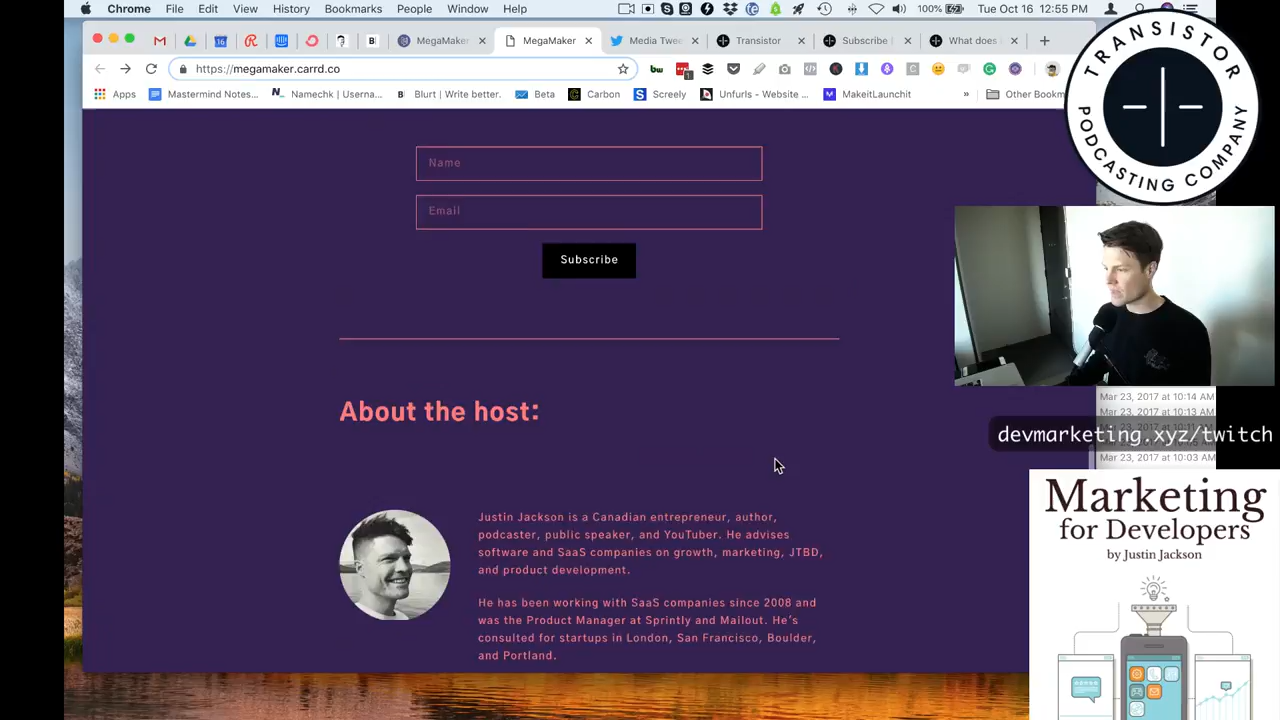 Chrome File Edit View History Bookmarks People Window Help 100% Tue Oct 16 12:55 PM
MegaMaker MegaMaker Media Twee Transistor Subscribe What does
https://megamaker.carrd.co
Apps Mastermind Notes... Namechk | Userna... Blurt | Write better. Beta Carbon Screely Unfurls - Website ... MakeitLaunchit » Other Bookm
TRANSISTOR
PODCASTING COMPANY
Name
Email
Subscribe
About the host:
Justin Jackson is a Canadian entrepreneur, author,
podcaster, public speaker, and YouTuber. He advises
software and SaaS companies on growth, marketing, JTBD,
and product development.
He has been working with SaaS companies since 2008 and
was the Product Manager at Sprintly and Mailout. He's
consulted for startups in London, San Francisco, Boulder,
and Portland.
Mar 23, 2017 at 10:14 AM
Mar 23, 2017 at 10:13 AM
devmarketing.xyz/twitch
Mar 23, 2017 at 10:03 AM
Marketing
for Developers
by Justin Jackson